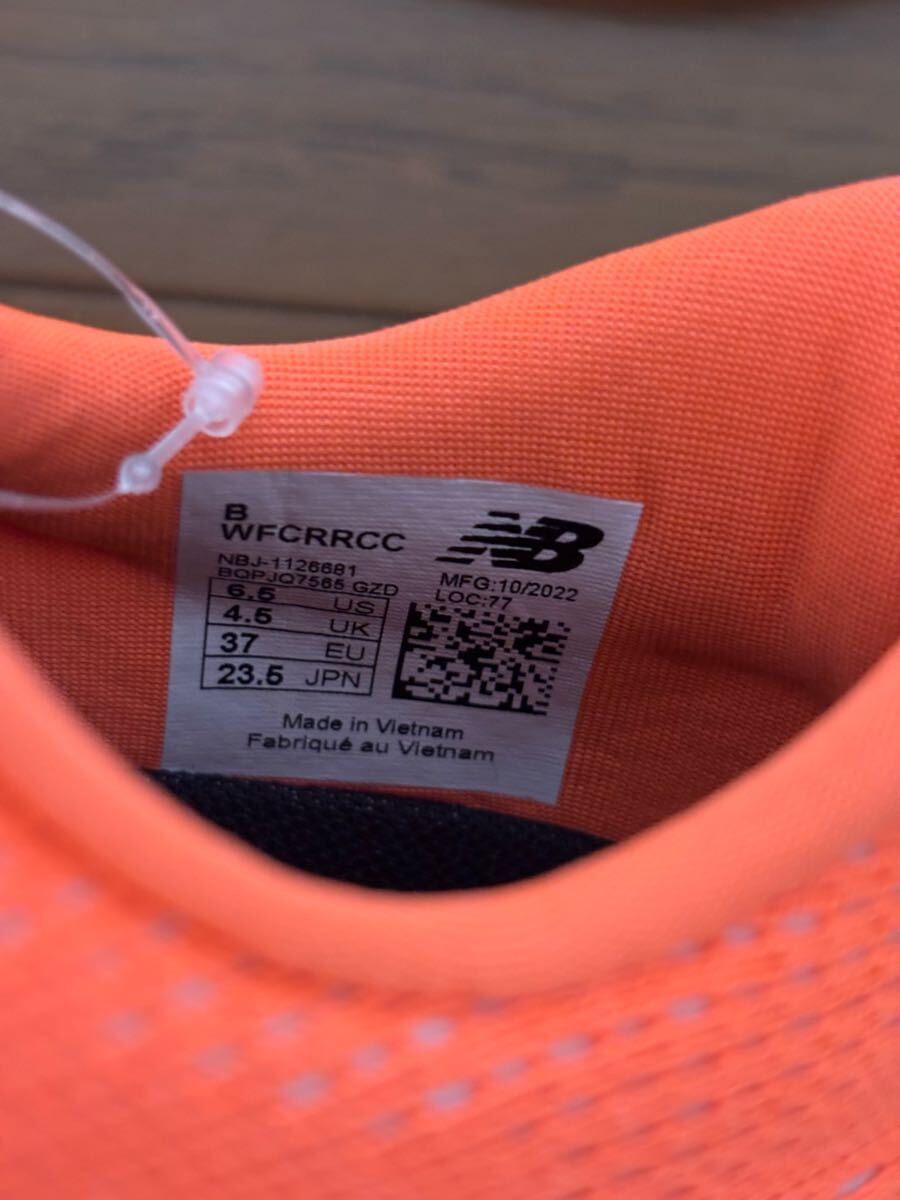 B
WFCRRCC
NB
NBJ-1126681
MFG:10/2022
BQPJQ7565 GZD
LOC:77
6.5 US
4.5 UK
37 EU
23.5 JPN
Made in Vietnam
Fabriqué au Vietnam